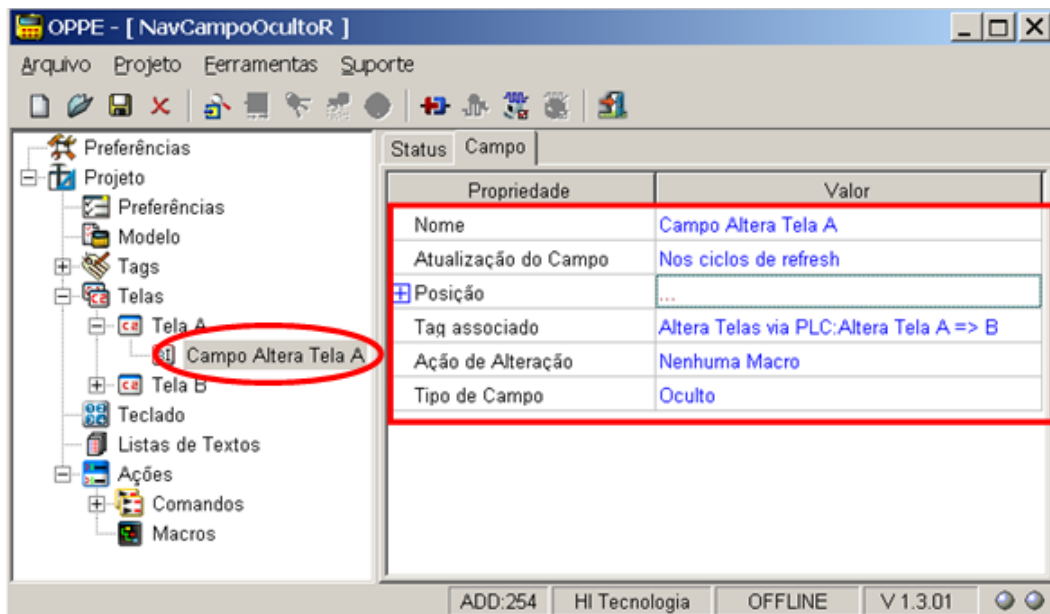 OPPE - [ NavCampoOcultoR ]
Arquivo Projeto Ferramentas Suporte
Preferências
Projeto
Preferências
Modelo
Tags
Telas
Tela A
Campo Altera Tela A
Tela B
Teclado
Listas de Textos
Ações
Comandos
Macros
Status Campo
Propriedade Valor
Nome Campo Altera Tela A
Atualização do Campo Nos ciclos de refresh
Posição ...
Tag associado Altera Telas via PLC:Altera Tela A => B
Ação de Alteração Nenhuma Macro
Tipo de Campo Oculto
ADD:254 HI Tecnologia OFFLINE V 1.3.01